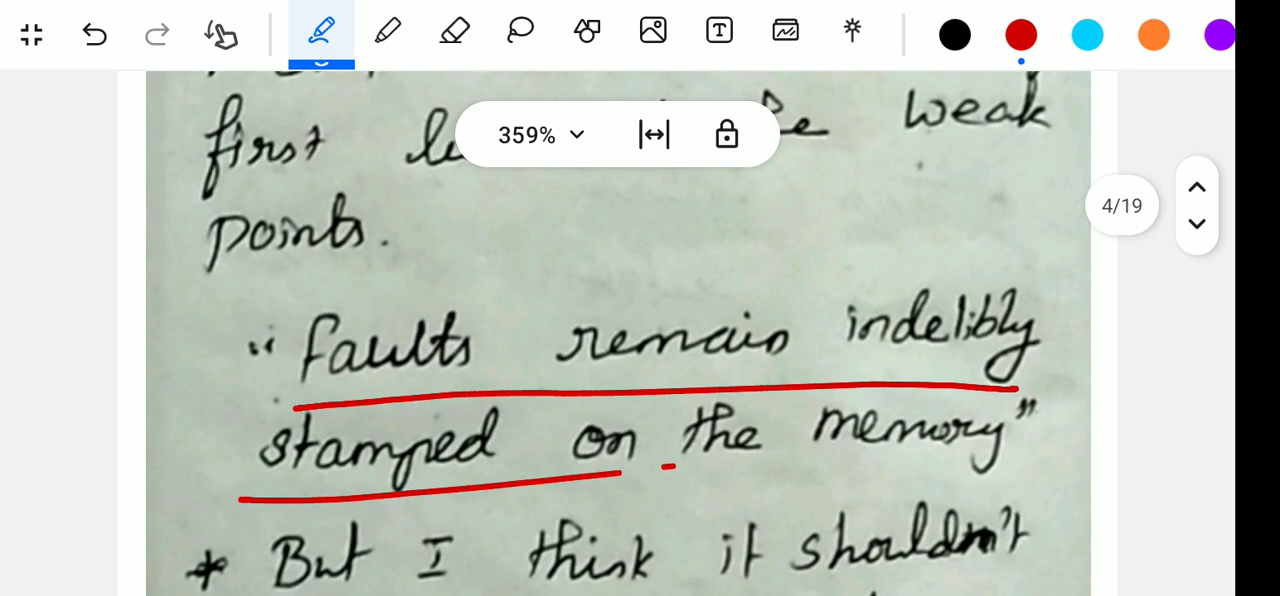 359%
first weak
points.
4/19
"faults remain indelibly
stamped on the memory"
* But I think it shouldn't